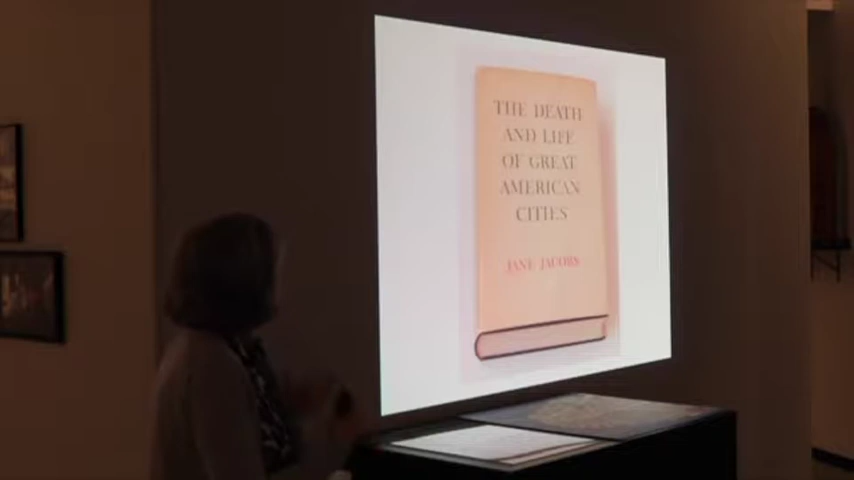 THE DEATH
AND LIFE
OF GREAT
AMERICAN
CITIES
JANE JACOBS